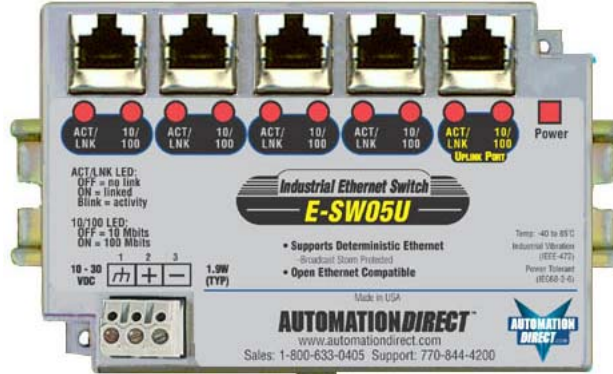 ACT/ 10/ ACT/ 10/ ACT/ 10/ ACT/ 10/ ACT/ 10/
LNK 100 LNK 100 LNK 100 LNK 100 LNK 100
UPLINK PORT
Power
ACT/LNK LED:
OFF = no link
ON = linked
Blink = activity
10/100 LED:
OFF = 10 Mbits
ON = 100 Mbits
Industrial Ethernet Switch
E-SW05U
• Supports Deterministic Ethernet
-Broadcast Storm Protected
• Open Ethernet Compatible
Temp: -40 to 85°C
Industrial Vibration
(IEEE-472)
Power Tolerant
(IEC68-2-6)
1 2 3
10 - 30
VDC
+ −
1.9W
(TYP)
Made in USA
AUTOMATIONDIRECT™
www.automationdirect.com
Sales: 1-800-633-0405 Support: 770-844-4200
AUTOMATION
DIRECT.com